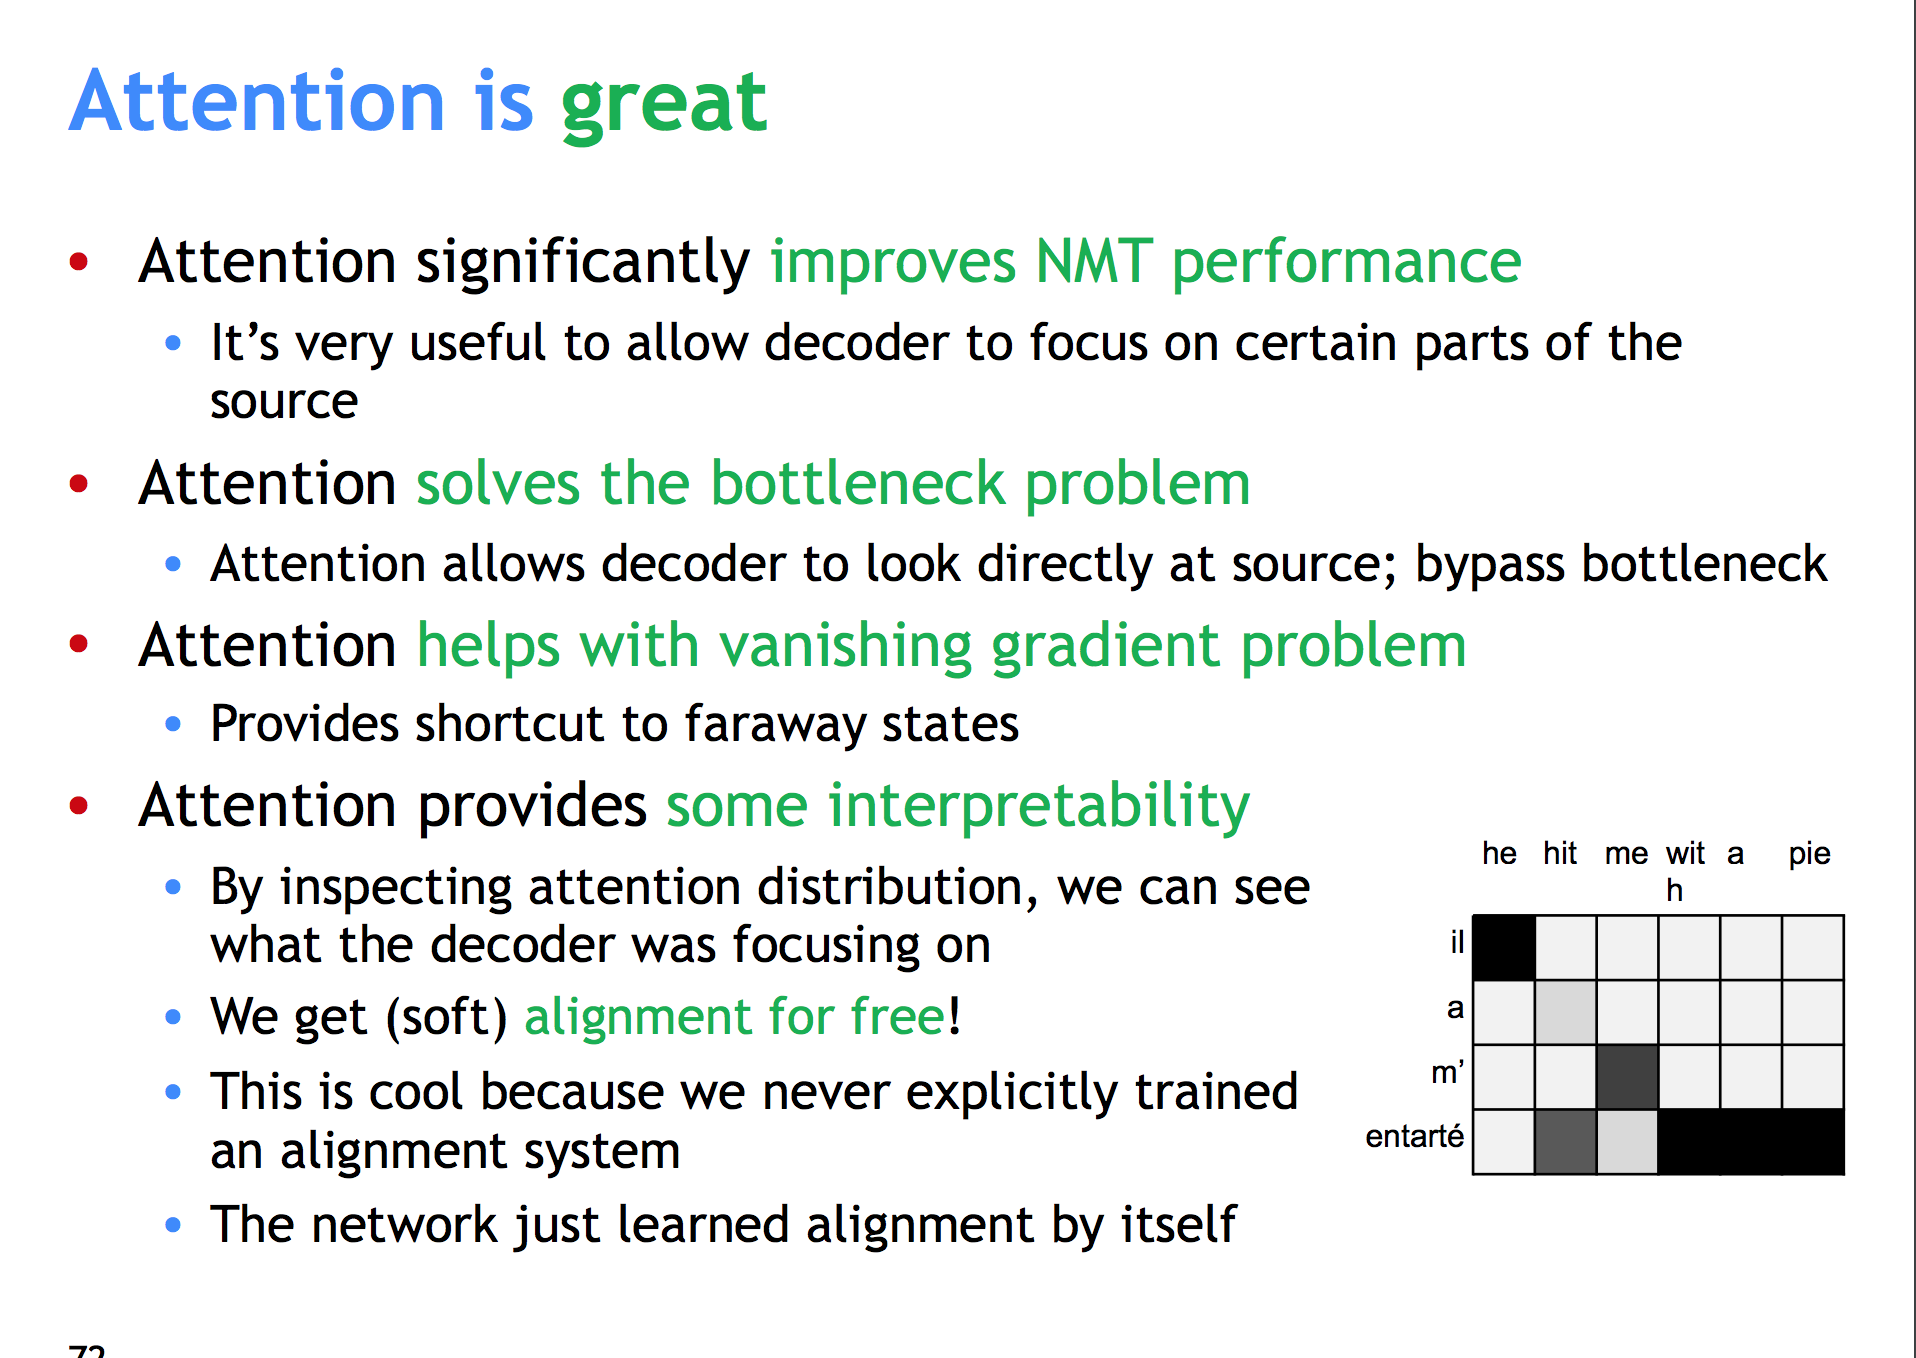 Attention is great
• Attention significantly improves NMT performance
• It’s very useful to allow decoder to focus on certain parts of the
source
• Attention solves the bottleneck problem
• Attention allows decoder to look directly at source; bypass bottleneck
• Attention helps with vanishing gradient problem
• Provides shortcut to faraway states
• Attention provides some interpretability
• By inspecting attention distribution, we can see
what the decoder was focusing on
• We get (soft) alignment for free!
• This is cool because we never explicitly trained
an alignment system
• The network just learned alignment by itself
he hit me wit a pie
h
il
a
m’
entarté
72